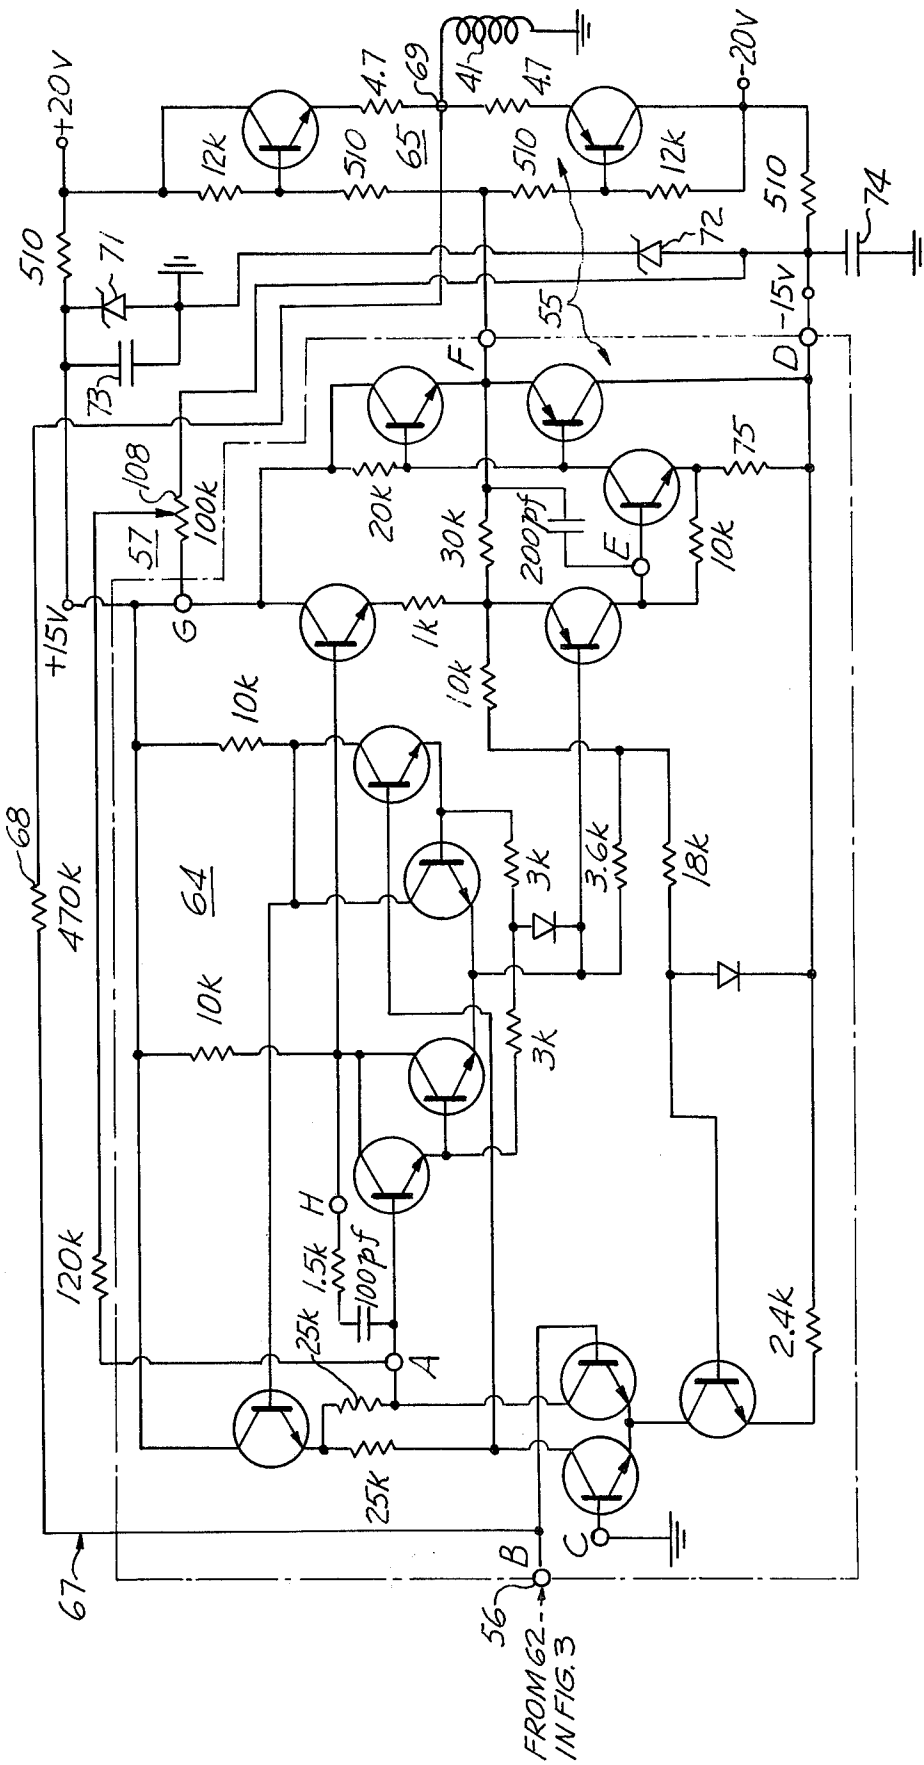 +20V
510
71
73
12k
4.7
510
65
69
41
4.7
510
12k
-20V
55
72
510
74
-15V
F
D
108
57
100k
G
+15V
20k
30k
200pf
E
75
10k
1k
10k
10k
64
68
470k
10k
3k
3k
3.6k
18k
120k
H
1.5k
100pf
25k
A
25k
2.4k
67
B
C
56
FROM 62
IN FIG. 3